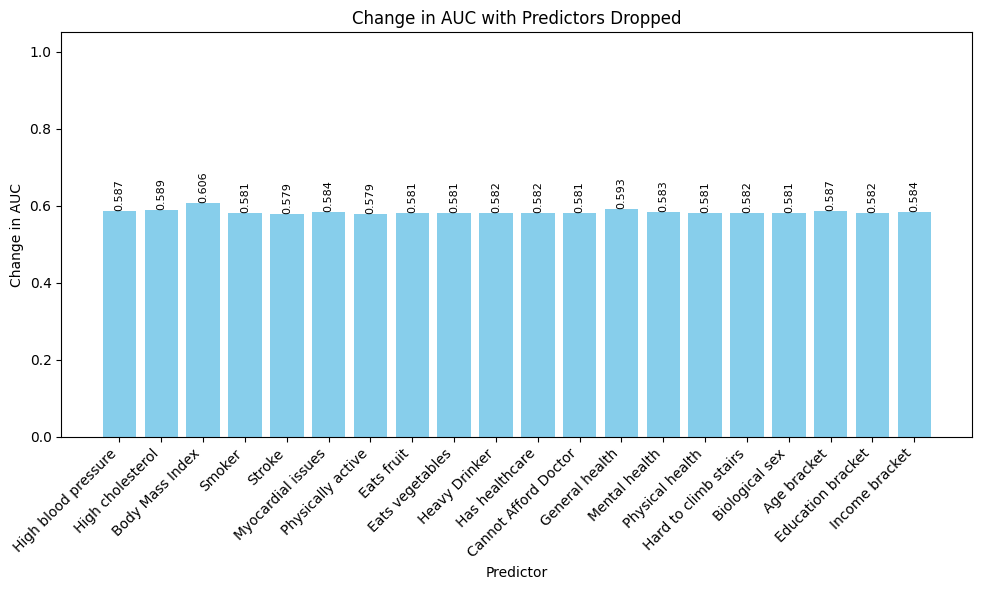 Change in AUC with Predictors Dropped
Change in AUC
1.0
0.8
0.6
0.4
0.2
0.0
0.587
0.589
0.606
0.581
0.579
0.584
0.579
0.581
0.581
0.582
0.582
0.581
0.593
0.583
0.581
0.582
0.581
0.587
0.582
0.584
High blood pressure
High cholesterol
Body Mass Index
Smoker
Stroke
Myocardial issues
Physically active
Eats fruit
Eats vegetables
Heavy Drinker
Has healthcare
Cannot Afford Doctor
General health
Mental health
Physical health
Hard to climb stairs
Biological sex
Age bracket
Education bracket
Income bracket
Predictor